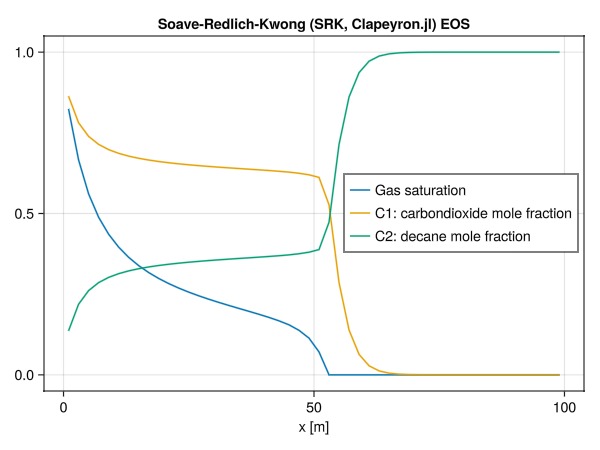 Soave-Redlich-Kwong (SRK, Clapeyron.jl) EOS
1.0
0.5
0.0
Gas saturation
C1: carbondioxide mole fraction
C2: decane mole fraction
0
50
100
x [m]